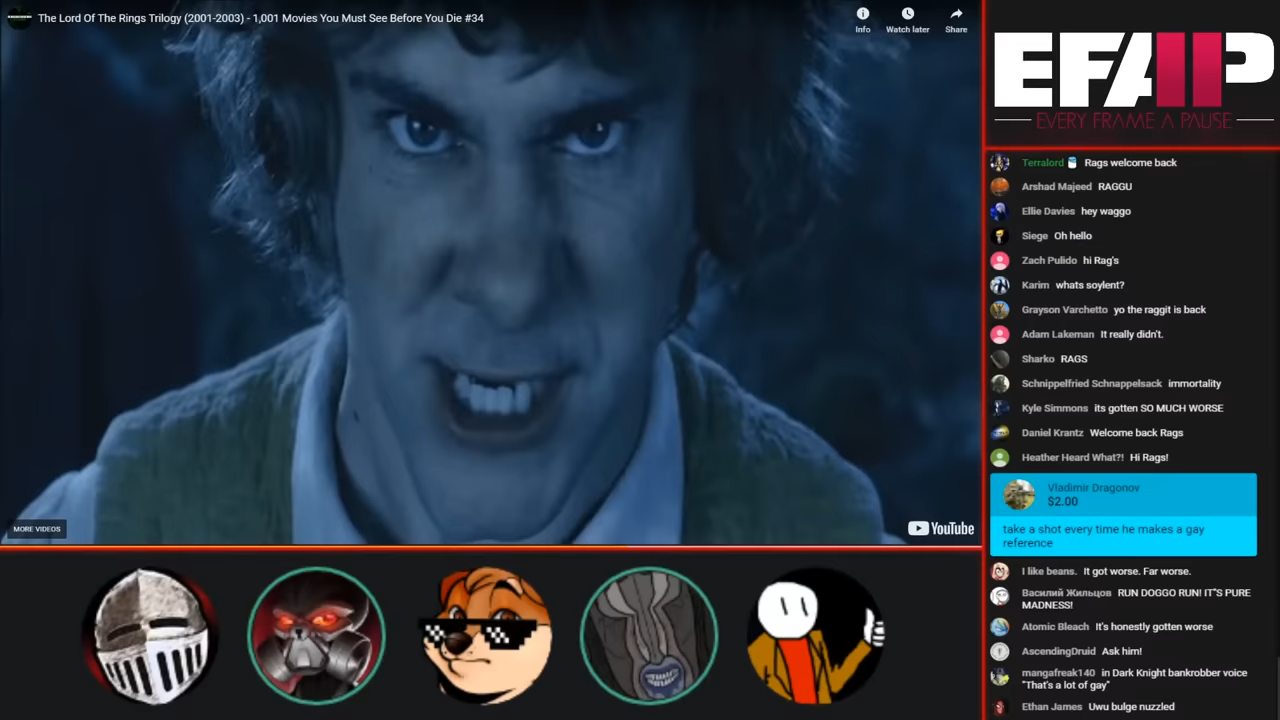 The Lord Of The Rings Trilogy (2001-2003) - 1,001 Movies You Must See Before You Die #34
Info
Watch later
Share
MORE VIDEOS
YouTube
EFAP
EVERY FRAME A PAUSE
Terralord Rags welcome back
Arshad Majeed RAGGU
Ellie Davies hey waggo
Siege Oh hello
Zach Pulido hi Rag's
Karim whats soylent?
Grayson Varchetto yo the raggit is back
Adam Lakeman It really didn't.
Sharko RAGS
Schnippelfried Schnappelsack immortality
Kyle Simmons its gotten SO MUCH WORSE
Daniel Krantz Welcome back Rags
Heather Heard What?! Hi Rags!
Vladimir Dragonov
$2.00
take a shot every time he makes a gay
reference
I like beans. It got worse. Far worse.
Василий Жильцов RUN DOGGO RUN! IT"S PURE
MADNESS!
Atomic Bleach It's honestly gotten worse
AscendingDruid Ask him!
mangafreak140 in Dark Knight bankrobber voice
"That's a lot of gay"
Ethan James Uwu bulge nuzzled